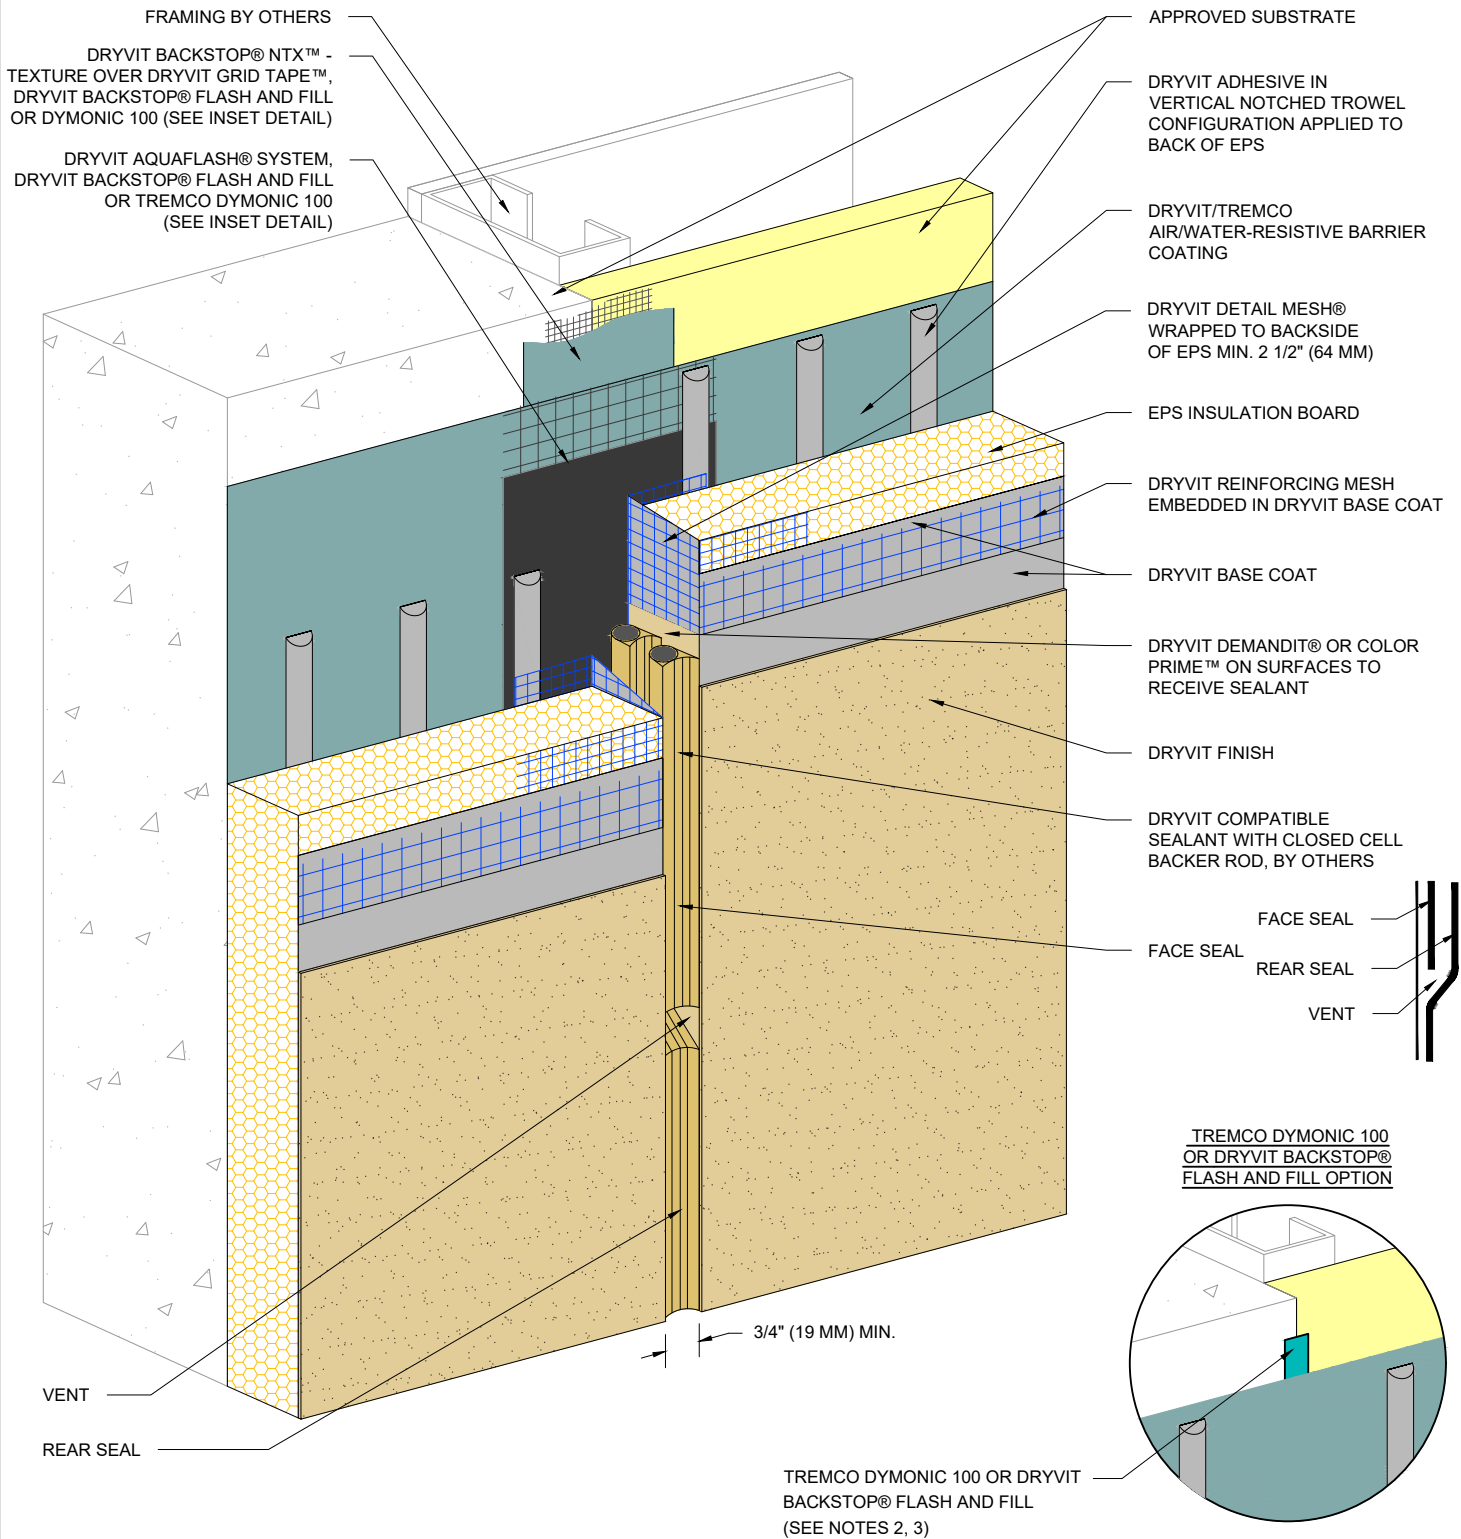 FRAMING BY OTHERS
DRYVIT BACKSTOP® NTX™ -
TEXTURE OVER DRYVIT GRID TAPE™,
DRYVIT BACKSTOP® FLASH AND FILL
OR DYMONIC 100 (SEE INSET DETAIL)
DRYVIT AQUAFLASH® SYSTEM,
DRYVIT BACKSTOP® FLASH AND FILL
OR TREMCO DYMONIC 100
(SEE INSET DETAIL)
APPROVED SUBSTRATE
DRYVIT ADHESIVE IN
VERTICAL NOTCHED TROWEL
CONFIGURATION APPLIED TO
BACK OF EPS
DRYVIT/TREMCO
AIR/WATER-RESISTIVE BARRIER
COATING
DRYVIT DETAIL MESH®
WRAPPED TO BACKSIDE
OF EPS MIN. 2 1/2" (64 MM)
EPS INSULATION BOARD
DRYVIT REINFORCING MESH
EMBEDDED IN DRYVIT BASE COAT
DRYVIT BASE COAT
DRYVIT DEMANDIT® OR COLOR
PRIME™ ON SURFACES TO
RECEIVE SEALANT
DRYVIT FINISH
DRYVIT COMPATIBLE
SEALANT WITH CLOSED CELL
BACKER ROD, BY OTHERS
FACE SEAL
FACE SEAL
REAR SEAL
VENT
TREMCO DYMONIC 100
OR DRYVIT BACKSTOP®
FLASH AND FILL OPTION
3/4" (19 MM) MIN.
VENT
REAR SEAL
TREMCO DYMONIC 100 OR DRYVIT
BACKSTOP® FLASH AND FILL
(SEE NOTES 2, 3)